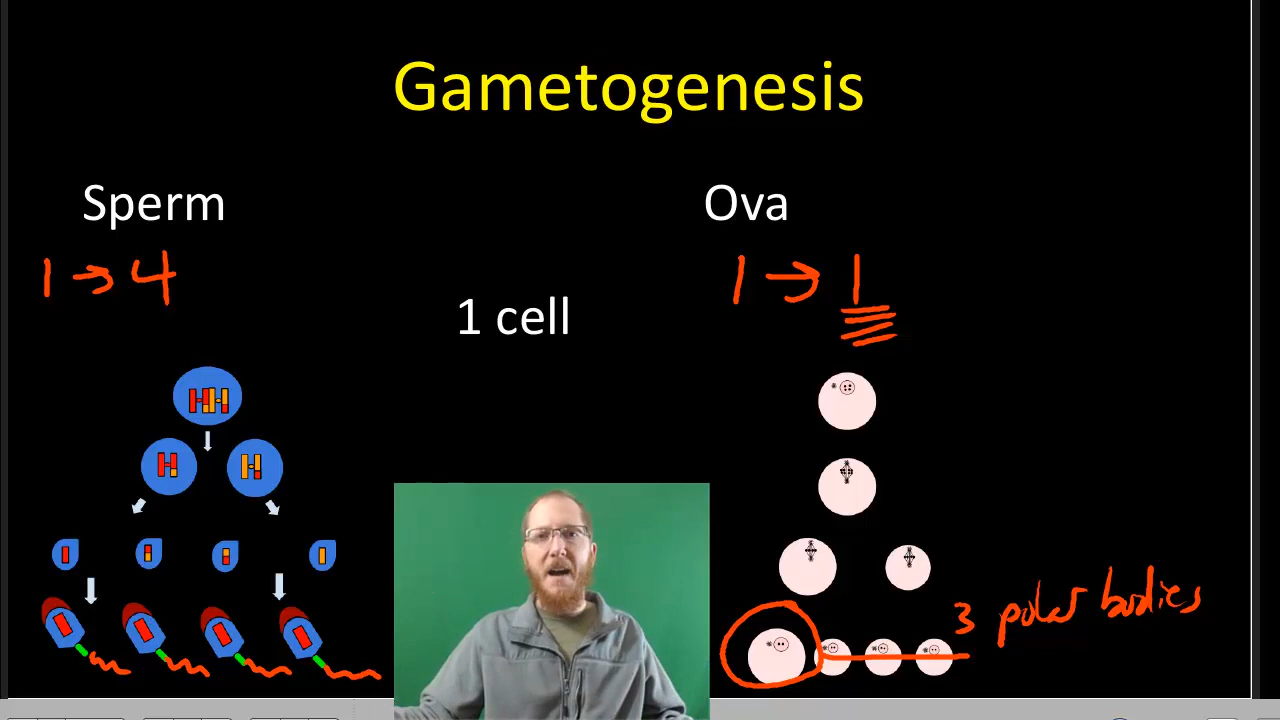 Gametogenesis
Sperm
Ova
1 → 4
1 → 1
1 cell
3 polar bodies